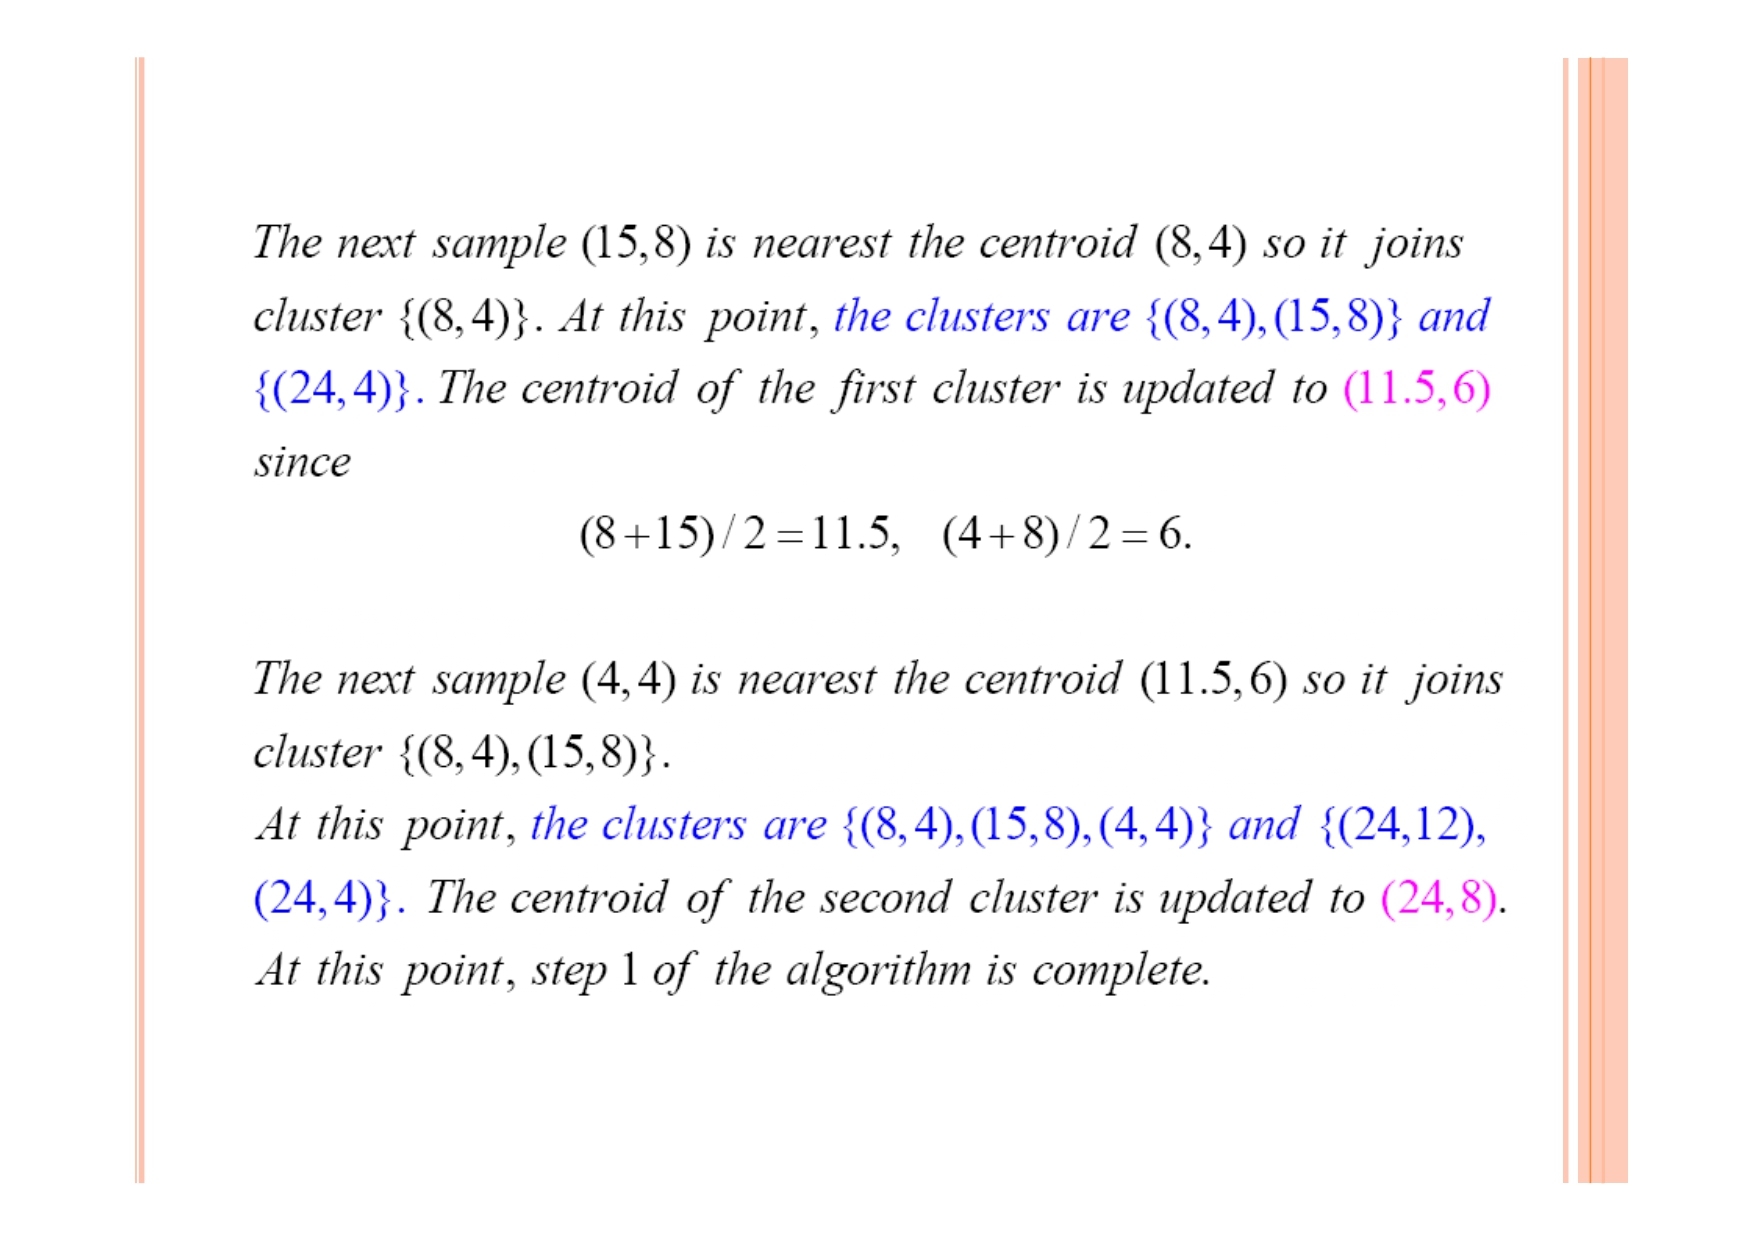 The next sample (15,8) is nearest the centroid (8,4) so it joins
cluster {(8,4)}. At this point, the clusters are {(8,4),(15,8)} and
{(24,4)}. The centroid of the first cluster is updated to (11.5,6)
since
(8+15)/2=11.5, (4+8)/2=6.
The next sample (4,4) is nearest the centroid (11.5,6) so it joins
cluster {(8,4),(15,8)}.
At this point, the clusters are {(8,4),(15,8),(4,4)} and {(24,12),
(24,4)}. The centroid of the second cluster is updated to (24,8).
At this point, step 1 of the algorithm is complete.